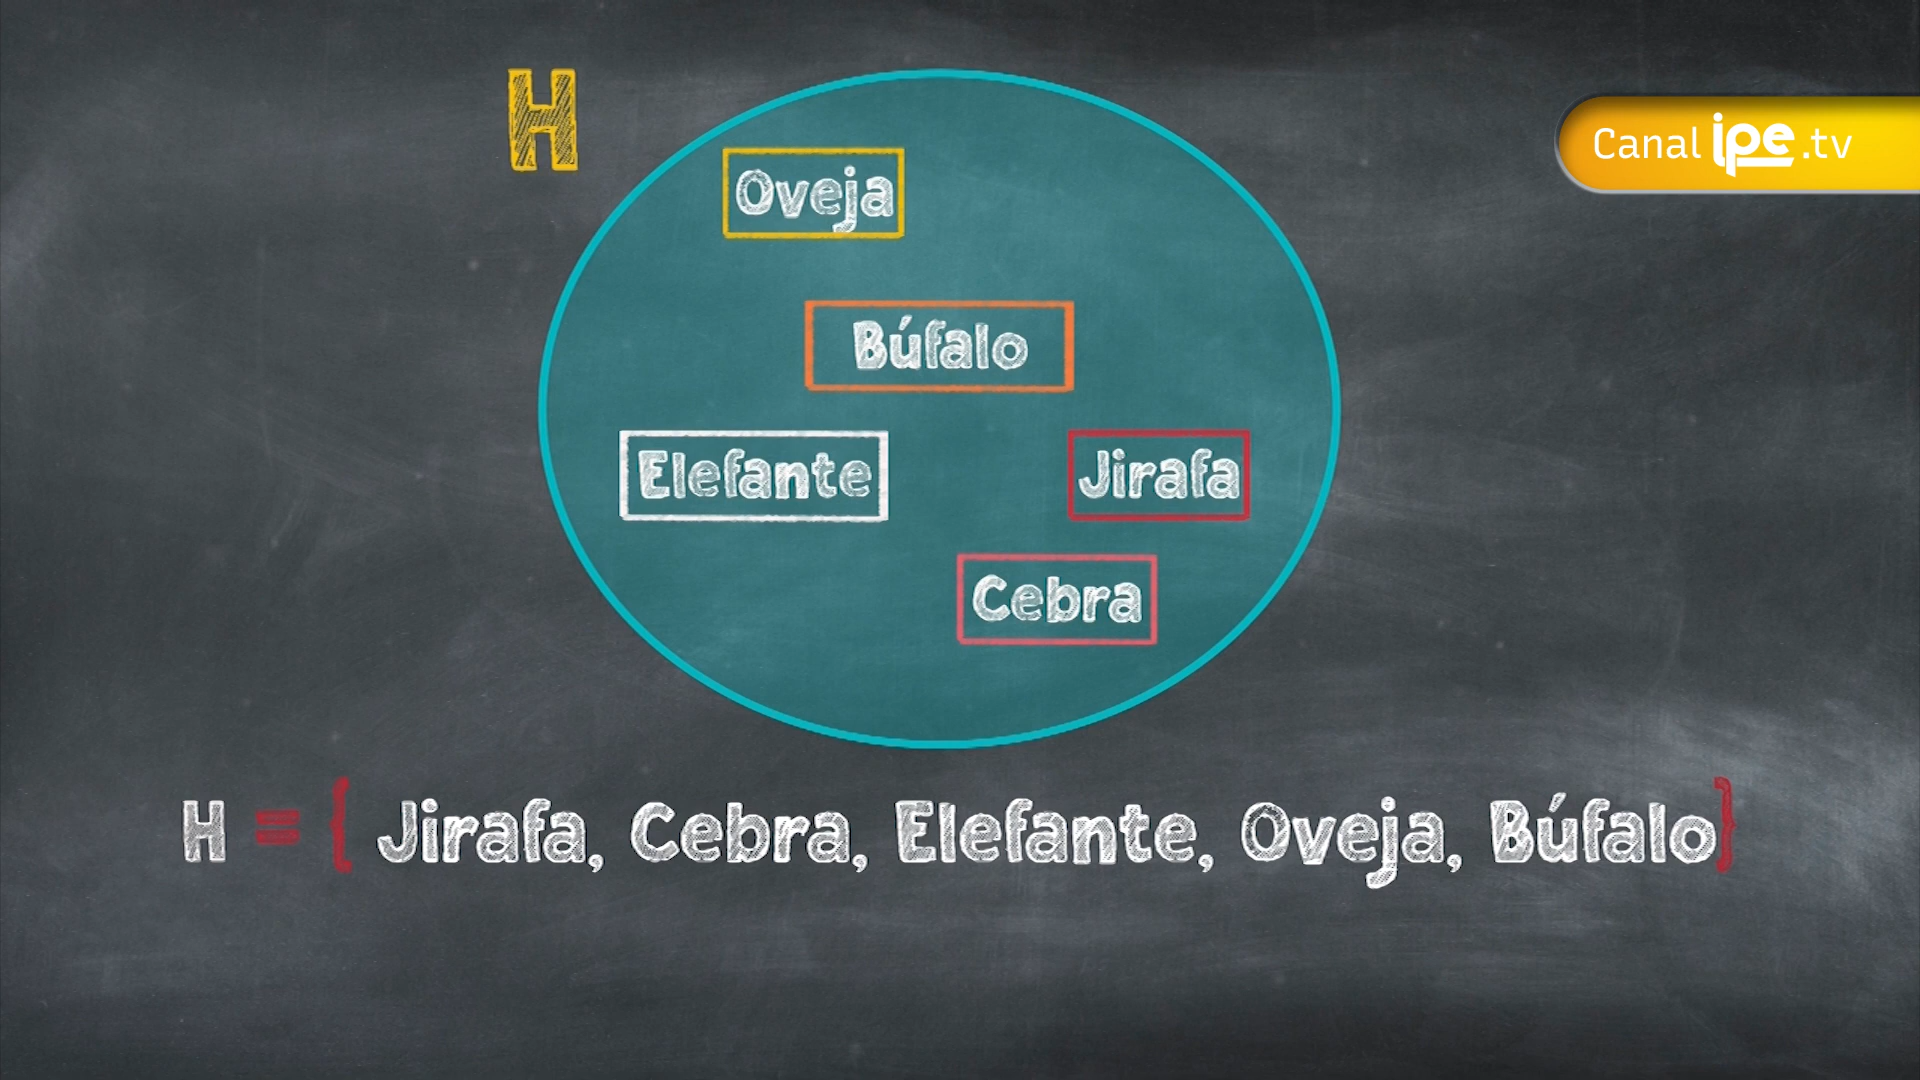 H
Canal ipe.tv
Oveja
Búfalo
Elefante
Jirafa
Cebra
H = { Jirafa, Cebra, Elefante, Oveja, Búfalo}